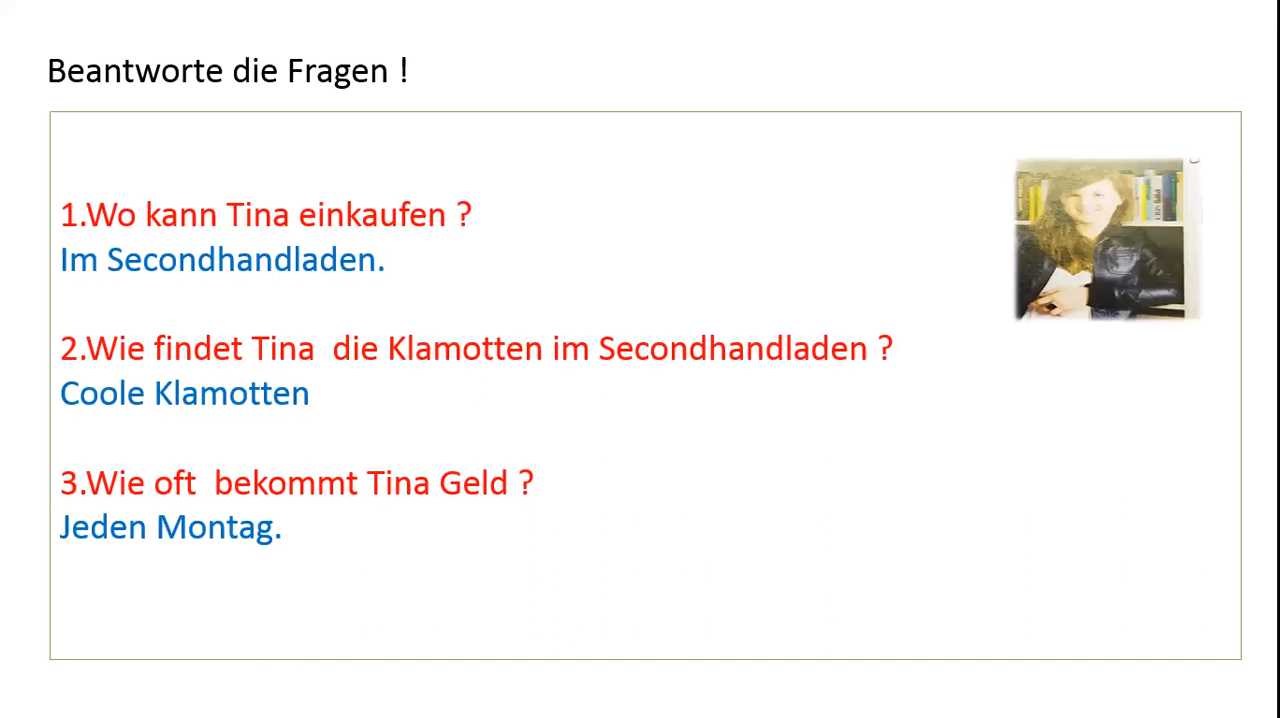 Beantworte die Fragen !
1.Wo kann Tina einkaufen ?
Im Secondhandladen.
2.Wie findet Tina  die Klamotten im Secondhandladen ?
Coole Klamotten
3.Wie oft  bekommt Tina Geld ?
Jeden Montag.